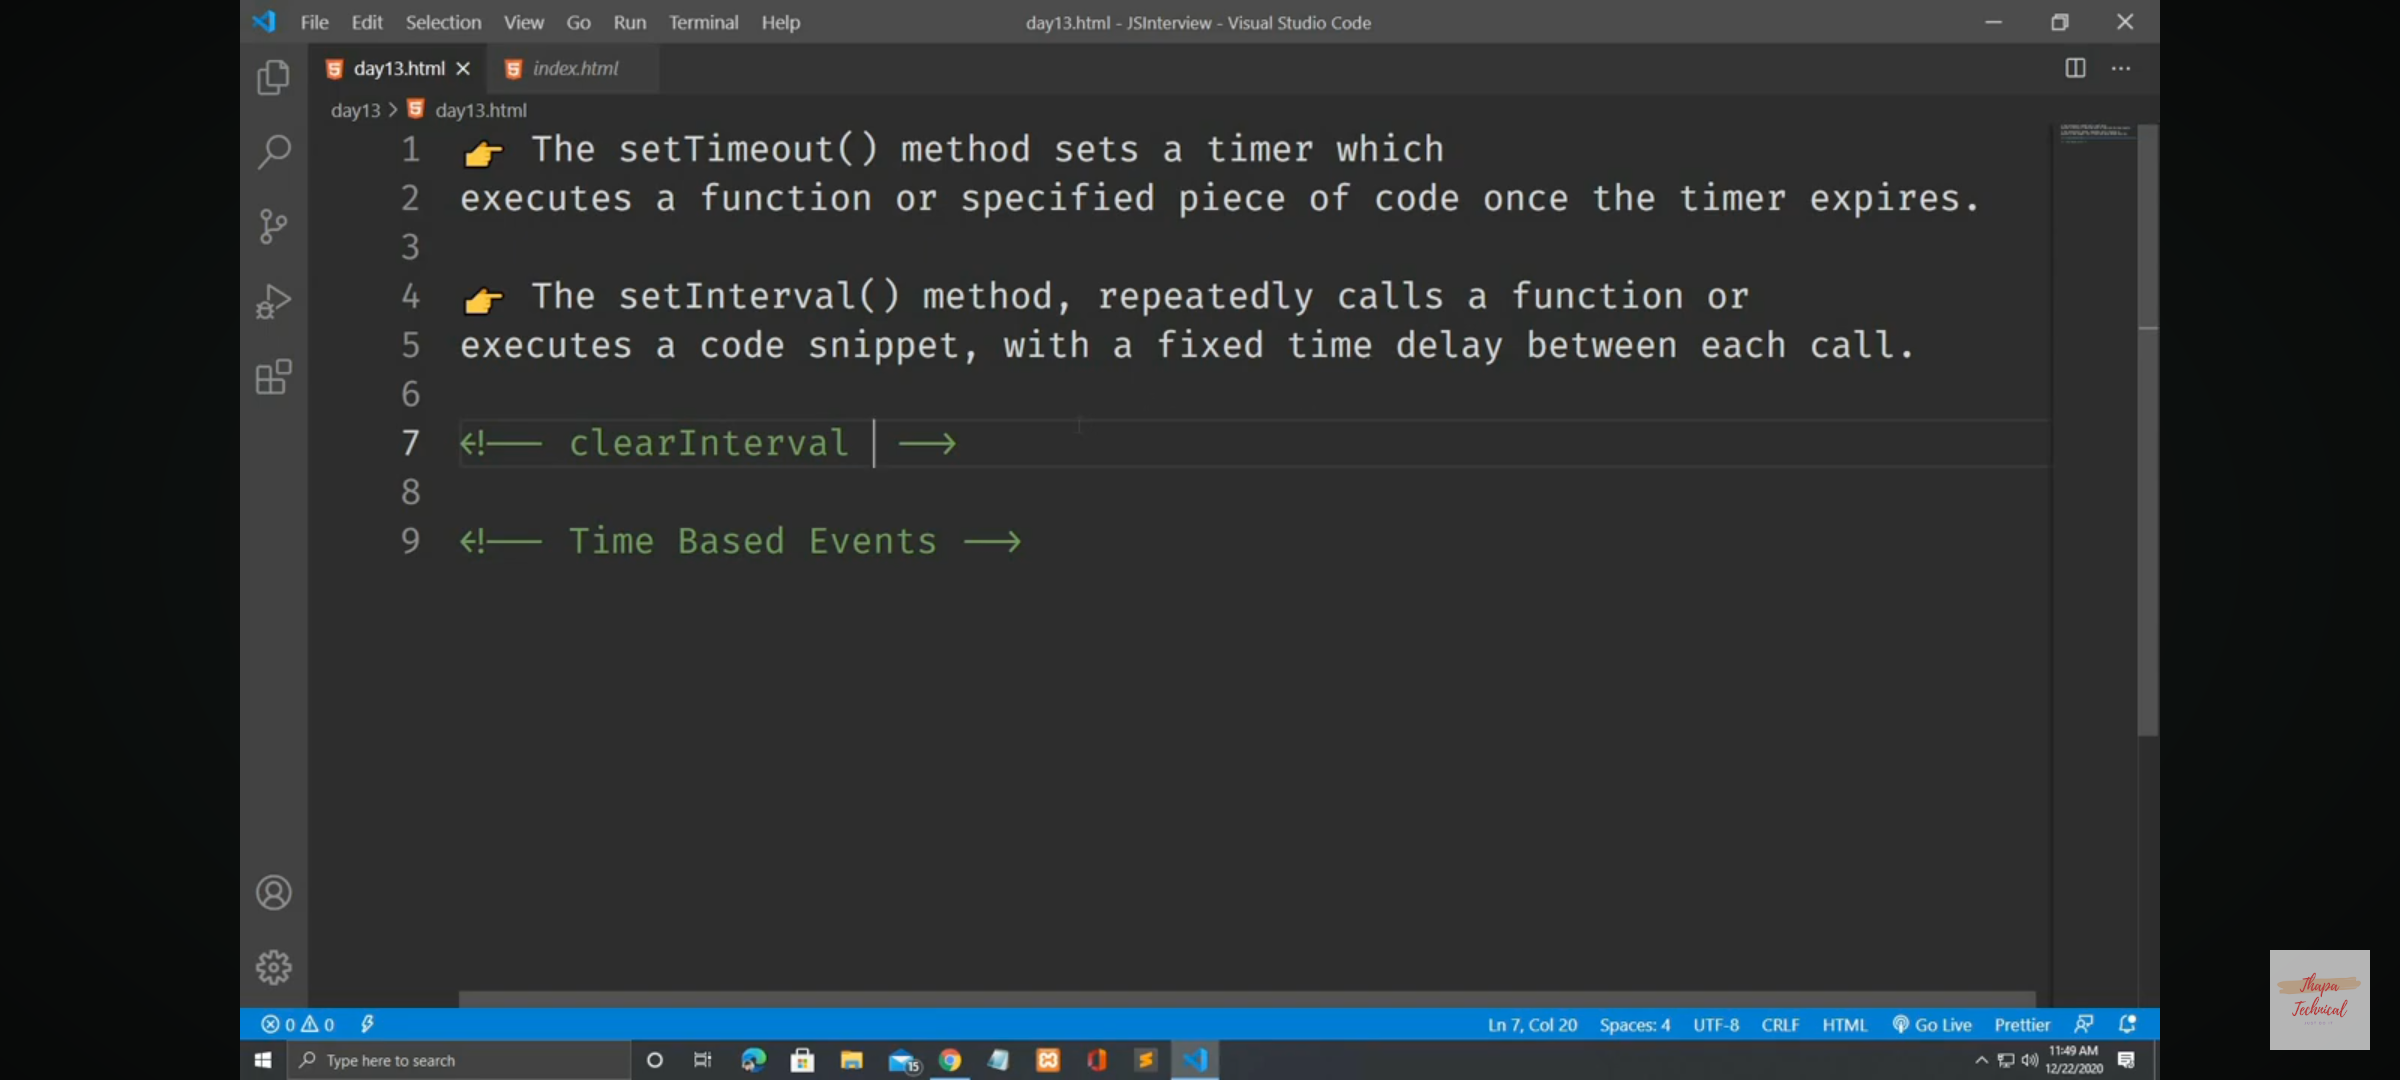 File Edit Selection View Go Run Terminal Help
day13.html - JSInterview - Visual Studio Code
day13.html
index.html
day13 > day13.html
1 👉 The setTimeout() method sets a timer which
2 executes a function or specified piece of code once the timer expires.
3
4 👉 The setInterval() method, repeatedly calls a function or
5 executes a code snippet, with a fixed time delay between each call.
6
7 <!-- clearInterval -->
8
9 <!-- Time Based Events -->
0 0
Ln 7, Col 20 Spaces: 4 UTF-8 CRLF HTML Go Live Prettier
Type here to search
15
11:49 AM
12/22/2020
Thapa
Technical